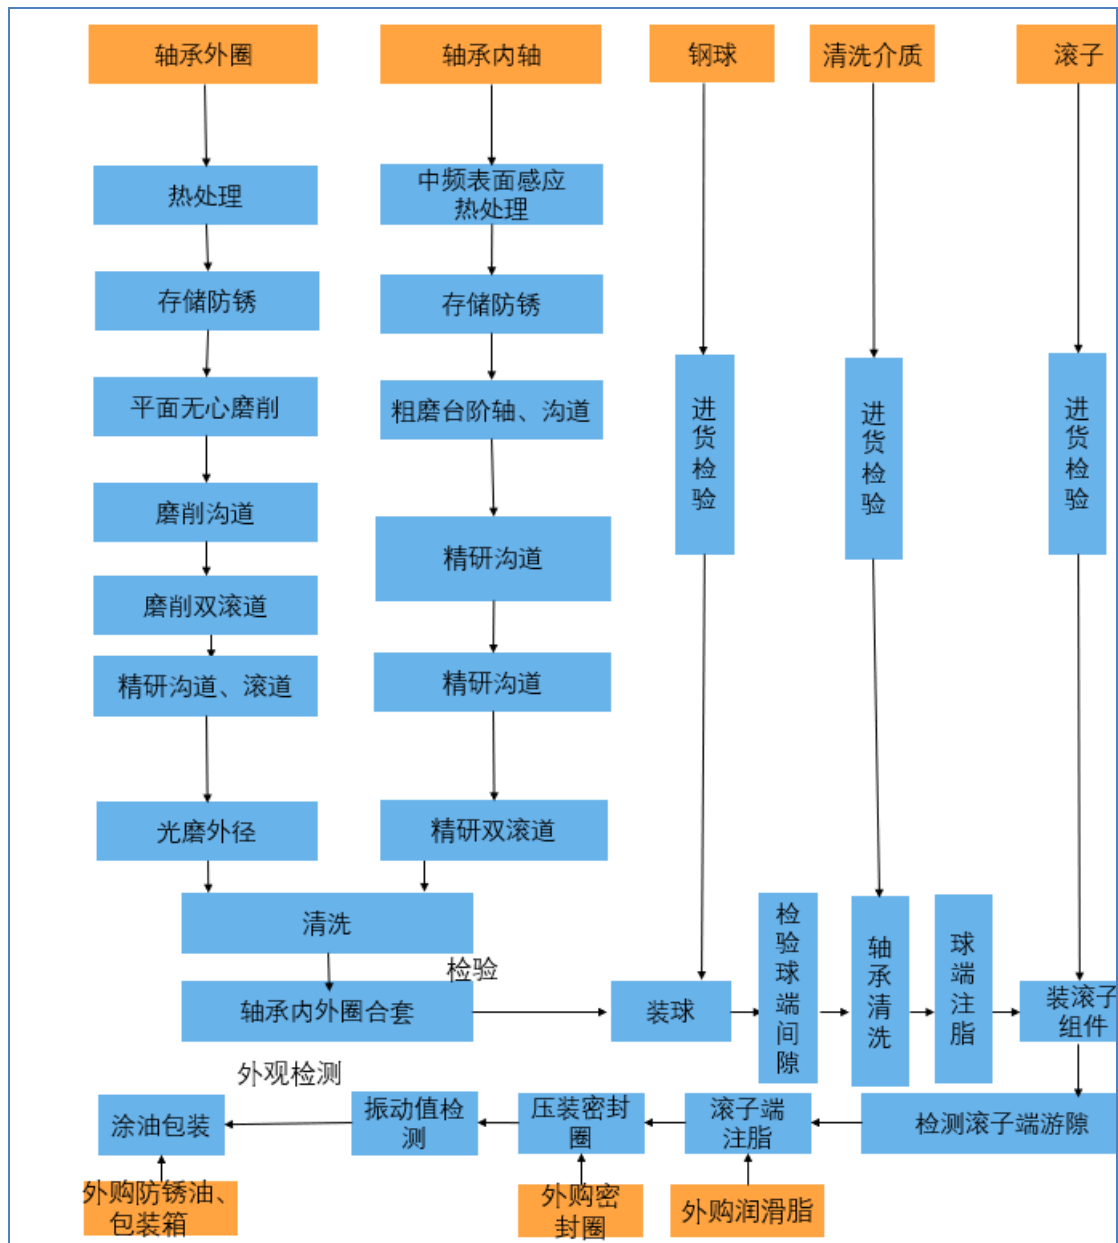 轴承外圈
轴承内轴
钢球
清洗介质
滚子
热处理
中频表面感应
热处理
存储防锈
存储防锈
平面无心磨削
粗磨台阶轴、沟道
进货检验
进货检验
进货检验
磨削沟道
精研沟道
磨削双滚道
精研沟道、滚道
精研沟道
光磨外径
精研双滚道
清洗
检验
轴承内外圈合套
装球
检验球端间隙
轴承清洗
球端注脂
装滚子
组件
外观检测
涂油包装
振动值检
测
压装密封
圈
滚子端
注脂
检测滚子端游隙
外购防锈油、
包装箱
外购密
封圈
外购润滑脂